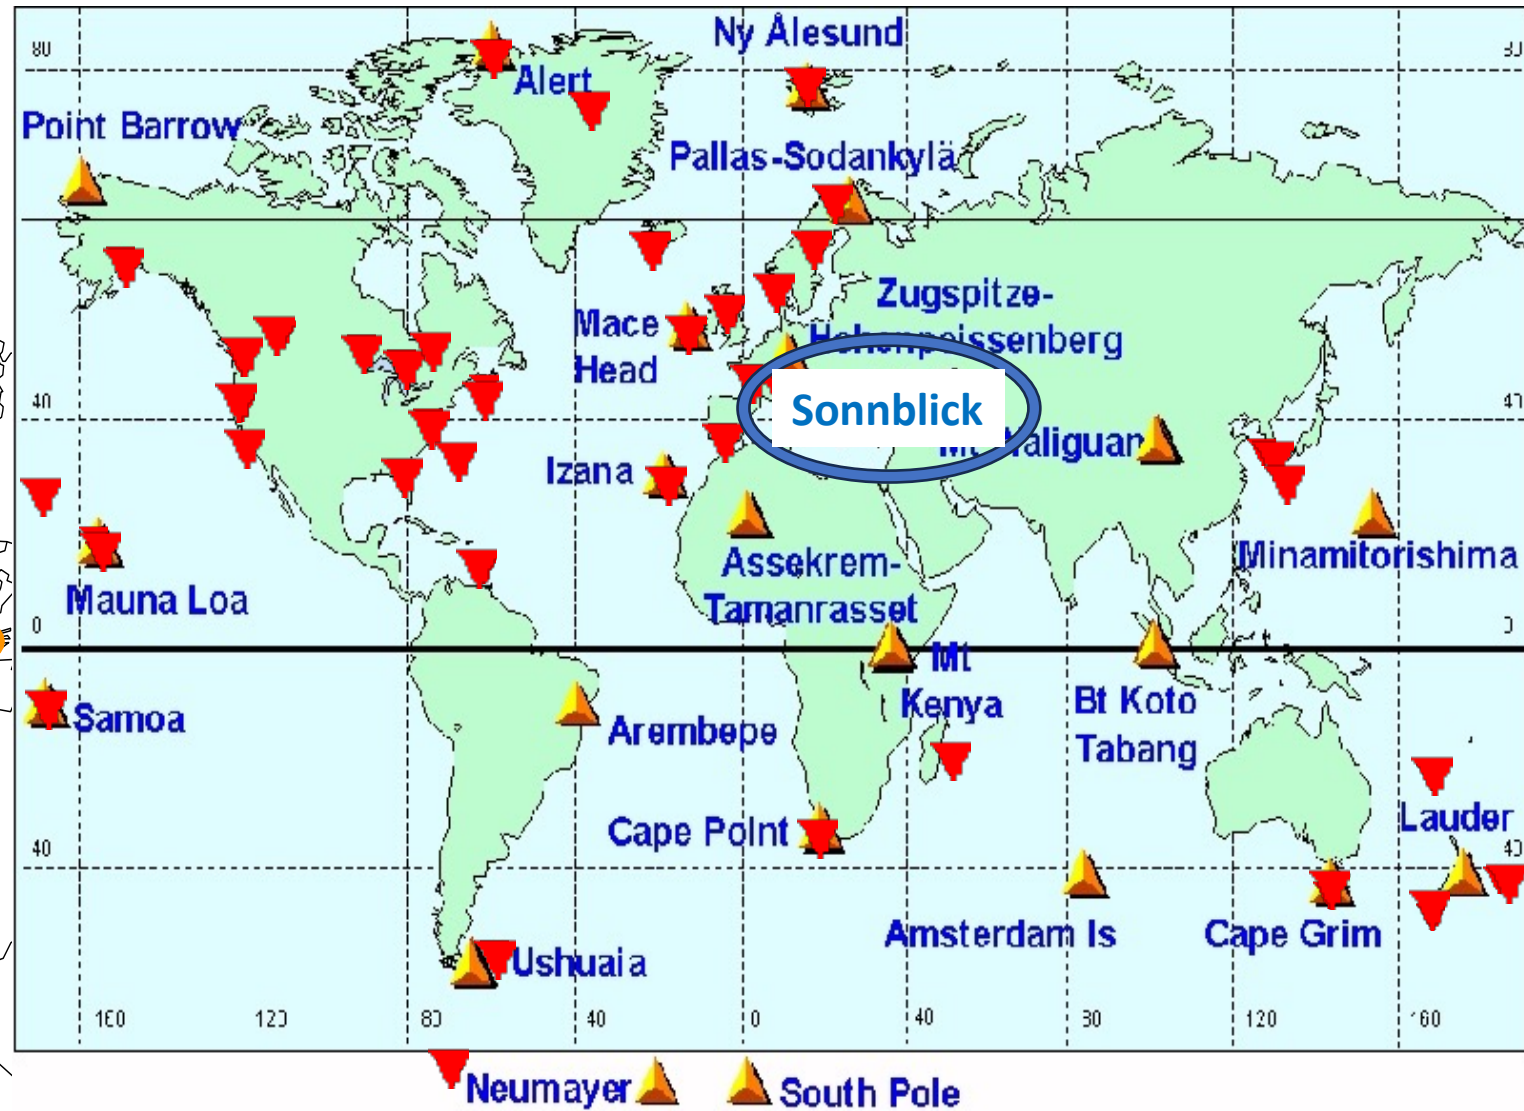 Ny Ålesund
80
Alert
Point Barrow
Pallas-Sodankylä
Zugspitze-
Hohenpeissenberg
Mace
Head
40
Sonnblick
Izana
Assekrem-
Tamanrasset
Minamitorishima
Mauna Loa
0
Mt
Kenya
Bt Koto
Tabang
Samoa
Arembepe
Cape Point
Lauder
40
40
Amsterdam Is
Cape Grim
Ushuaia
80
40
0
40
120
Neumayer
South Pole